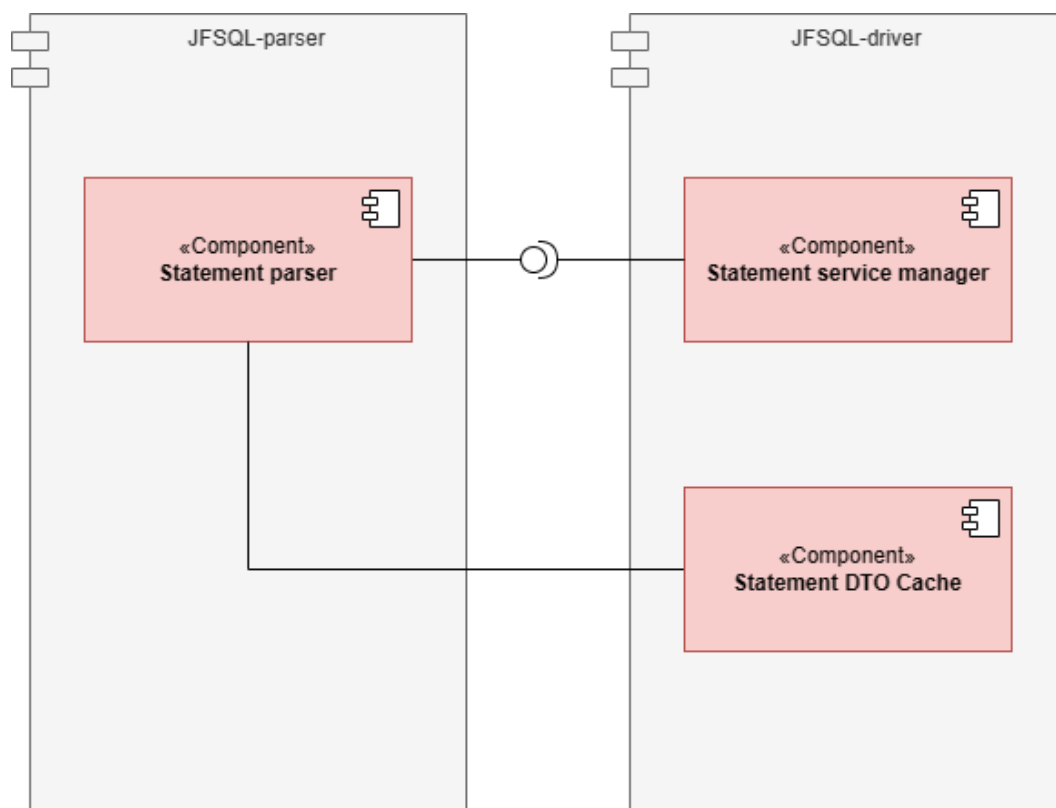 JFSQL-parser
JFSQL-driver
«Component»
Statement parser
«Component»
Statement service manager
«Component»
Statement DTO Cache